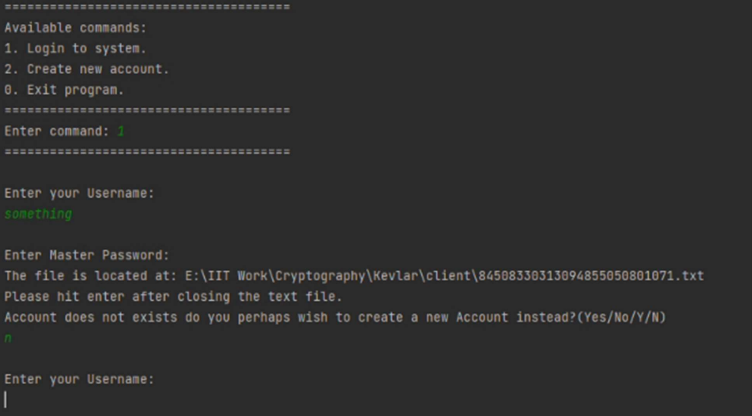 ======================================
Available commands:
1. Login to system.
2. Create new account.
0. Exit program.
======================================
Enter command: 1
======================================
Enter your Username:
something
Enter Master Password:
The file is located at: E:\IIT Work\Cryptography\Kevlar\client\84508330313094855050801071.txt
Please hit enter after closing the text file.
Account does not exists do you perhaps wish to create a new Account instead?(Yes/No/Y/N)
n
Enter your Username: